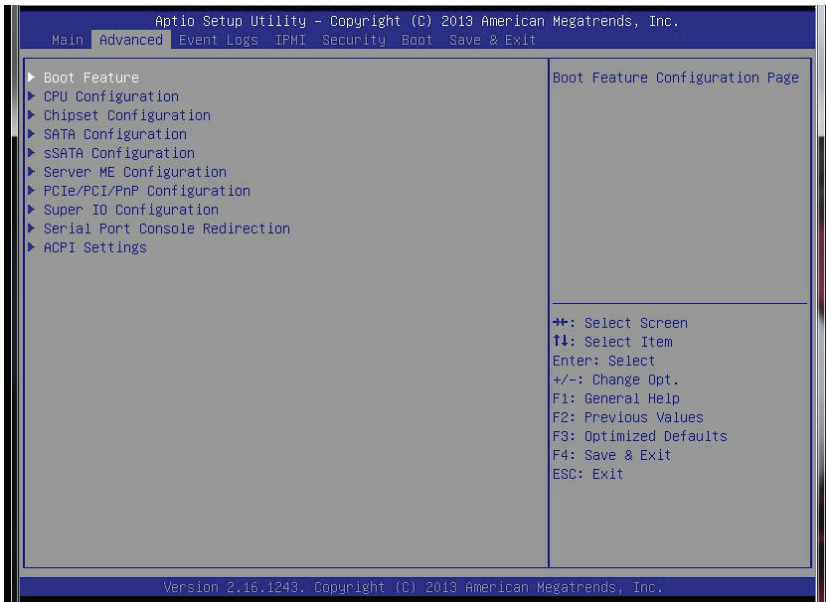 Aptio Setup Utility – Copyright (C) 2013 American Megatrends, Inc.
Main Advanced Event Logs IPMI Security Boot Save & Exit
Boot Feature
CPU Configuration
Chipset Configuration
SATA Configuration
sSATA Configuration
Server ME Configuration
PCIe/PCI/PnP Configuration
Super IO Configuration
Serial Port Console Redirection
ACPI Settings
Boot Feature Configuration Page
→←: Select Screen
↑↓: Select Item
Enter: Select
+/-: Change Opt.
F1: General Help
F2: Previous Values
F3: Optimized Defaults
F4: Save & Exit
ESC: Exit
Version 2.16.1243. Copyright (C) 2013 American Megatrends, Inc.